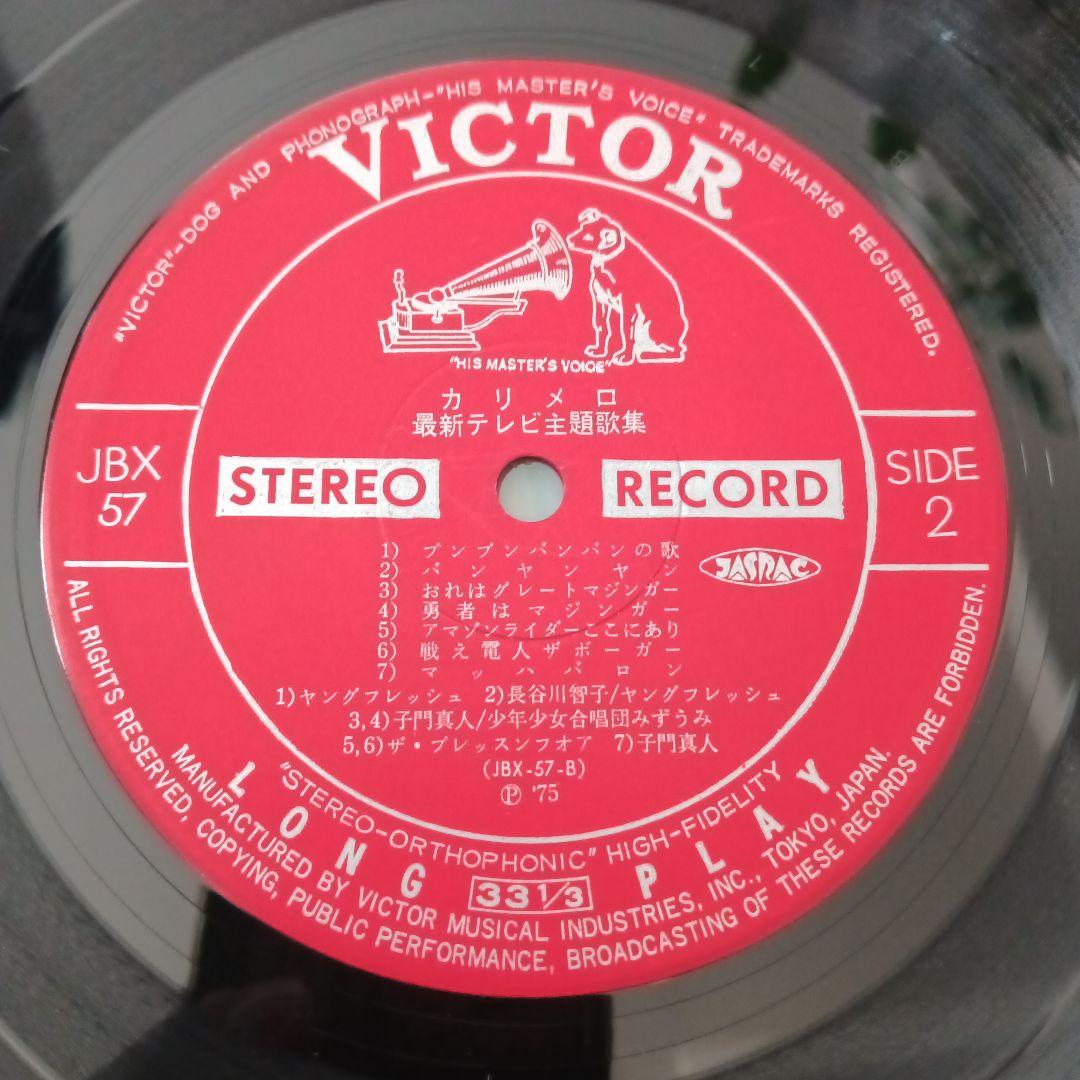 "VICTOR"-DOG AND PHONOGRAPH-"HIS MASTER'S VOICE" TRADEMARKS REGISTERED.
VICTOR
"HIS MASTER'S VOICE"
カリメロ
最新テレビ主題歌集
JBX
57
STEREO
RECORD
SIDE
2
1) ブンブンバンバンの歌
2) バンヤンヤン
3) おれはグレートマジンガー
4) 勇者はマジンガー
5) アマゾンライダーここにあり
6) 戦え電人ザボーガー
7) マッハバロン
JASRAC
1)ヤングフレッシュ 2)長谷川智子/ヤングフレッシュ
3,4)子門真人/少年少女合唱団みずうみ
5,6)ザ・ブレッスンフオア 7)子門真人
(JBX-57-B)
Ⓟ '75
"STEREO-ORTHOPHONIC" HIGH-FIDELITY
LONG PLAY
33 1/3
MANUFACTURED BY VICTOR MUSICAL INDUSTRIES, INC., TOKYO, JAPAN.
ALL RIGHTS RESERVED, COPYING, PUBLIC PERFORMANCE, BROADCASTING OF THESE RECORDS ARE FORBIDDEN.